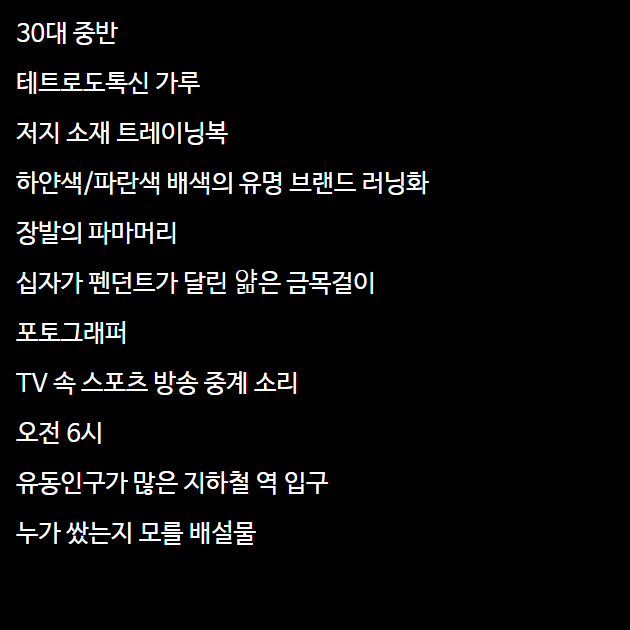 30대 중반
테트로도톡신 가루
저지 소재 트레이닝복
하얀색/파란색 배색의 유명 브랜드 러닝화
장발의 파마머리
십자가 펜던트가 달린 얇은 금목걸이
포토그래퍼
TV 속 스포츠 방송 중계 소리
오전 6시
유동인구가 많은 지하철 역 입구
누가 쌌는지 모를 배설물